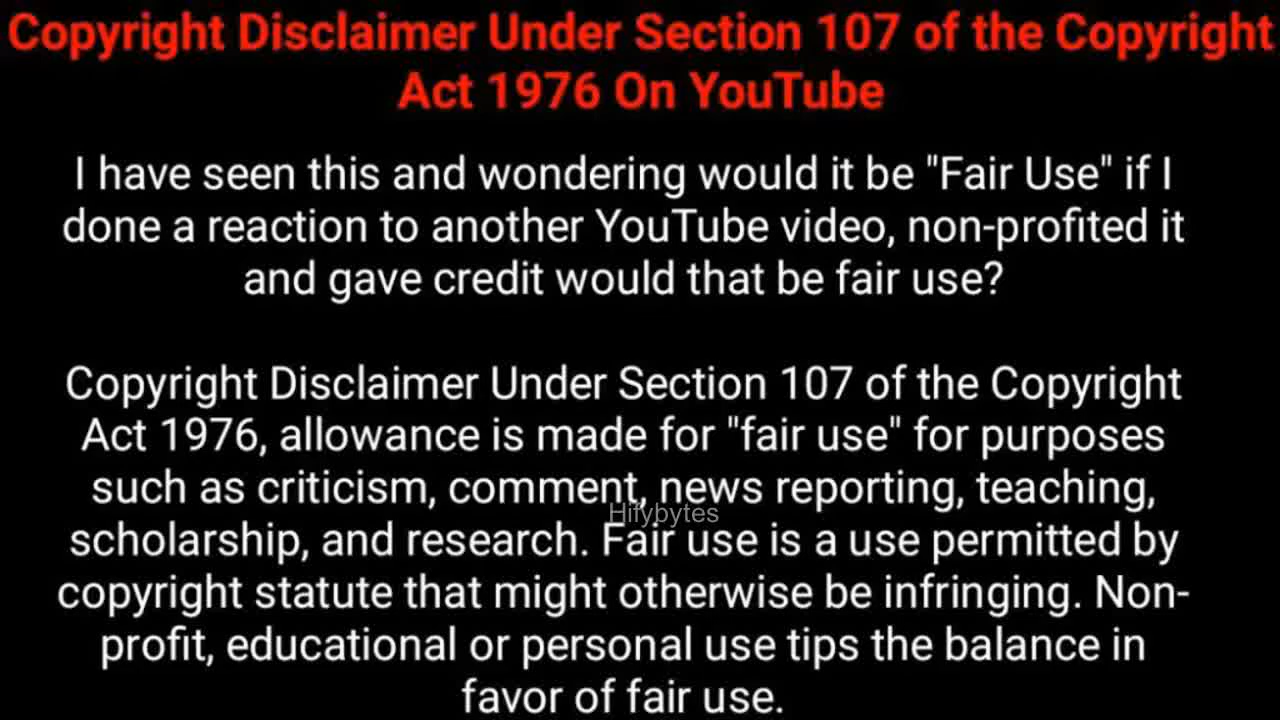 Copyright Disclaimer Under Section 107 of the Copyright
Act 1976 On YouTube
I have seen this and wondering would it be "Fair Use" if I
done a reaction to another YouTube video, non-profited it
and gave credit would that be fair use?
Copyright Disclaimer Under Section 107 of the Copyright
Act 1976, allowance is made for "fair use" for purposes
such as criticism, comment, news reporting, teaching,
Hifybytes
scholarship, and research. Fair use is a use permitted by
copyright statute that might otherwise be infringing. Non-
profit, educational or personal use tips the balance in
favor of fair use.